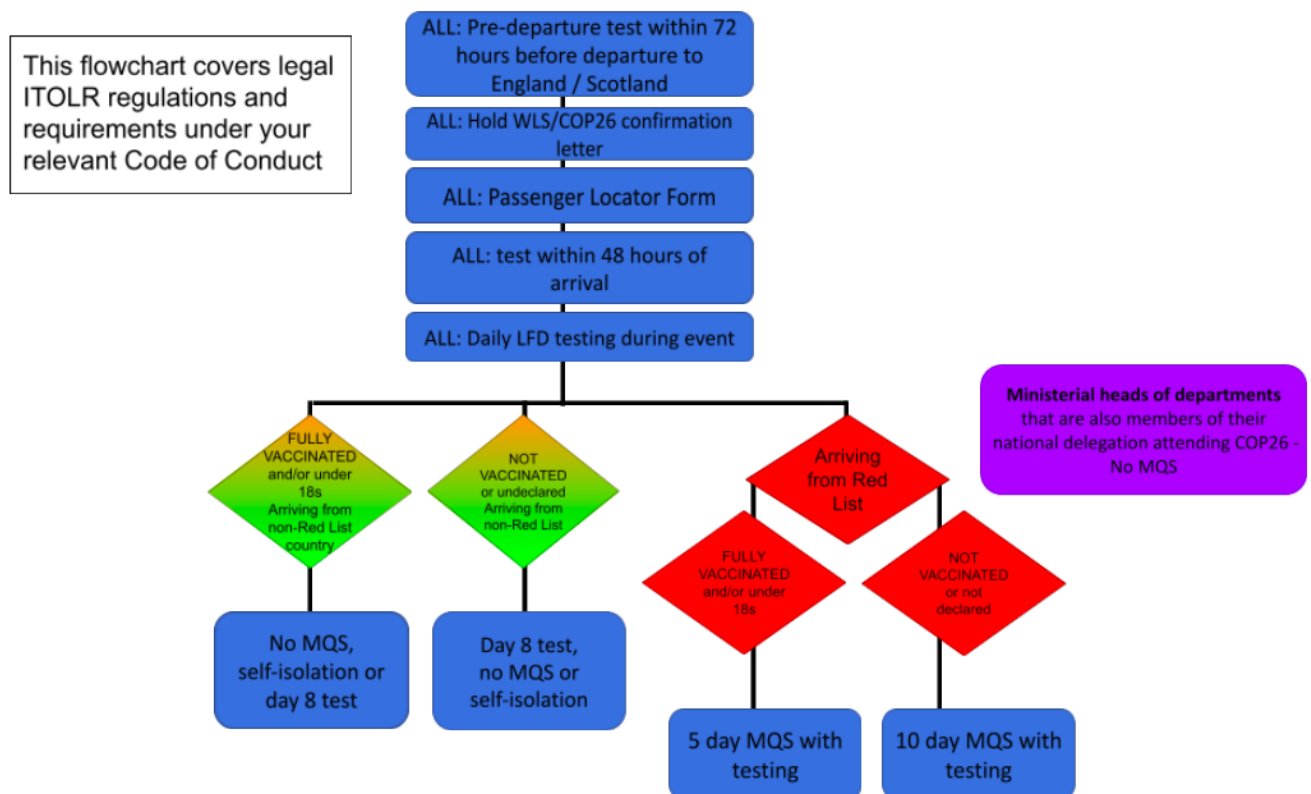 This flowchart covers legal
ITOLR regulations and
requirements under your
relevant Code of Conduct
ALL: Pre-departure test within 72
hours before departure to
England / Scotland
ALL: Hold WLS/COP26 confirmation
letter
ALL: Passenger Locator Form
ALL: test within 48 hours of
arrival
ALL: Daily LFD testing during event
Ministerial heads of departments
that are also members of their
national delegation attending COP26 -
No MQS
FULLY
VACCINATED
and/or under
18s
Arriving from
non-Red List
country
NOT
VACCINATED
or undeclared
Arriving from
non-Red List
Arriving
from Red
List
FULLY
VACCINATED
and/or under
18s
NOT
VACCINATED
or not
declared
No MQS,
self-isolation or
day 8 test
Day 8 test,
no MQS or
self-isolation
5 day MQS with
testing
10 day MQS with
testing